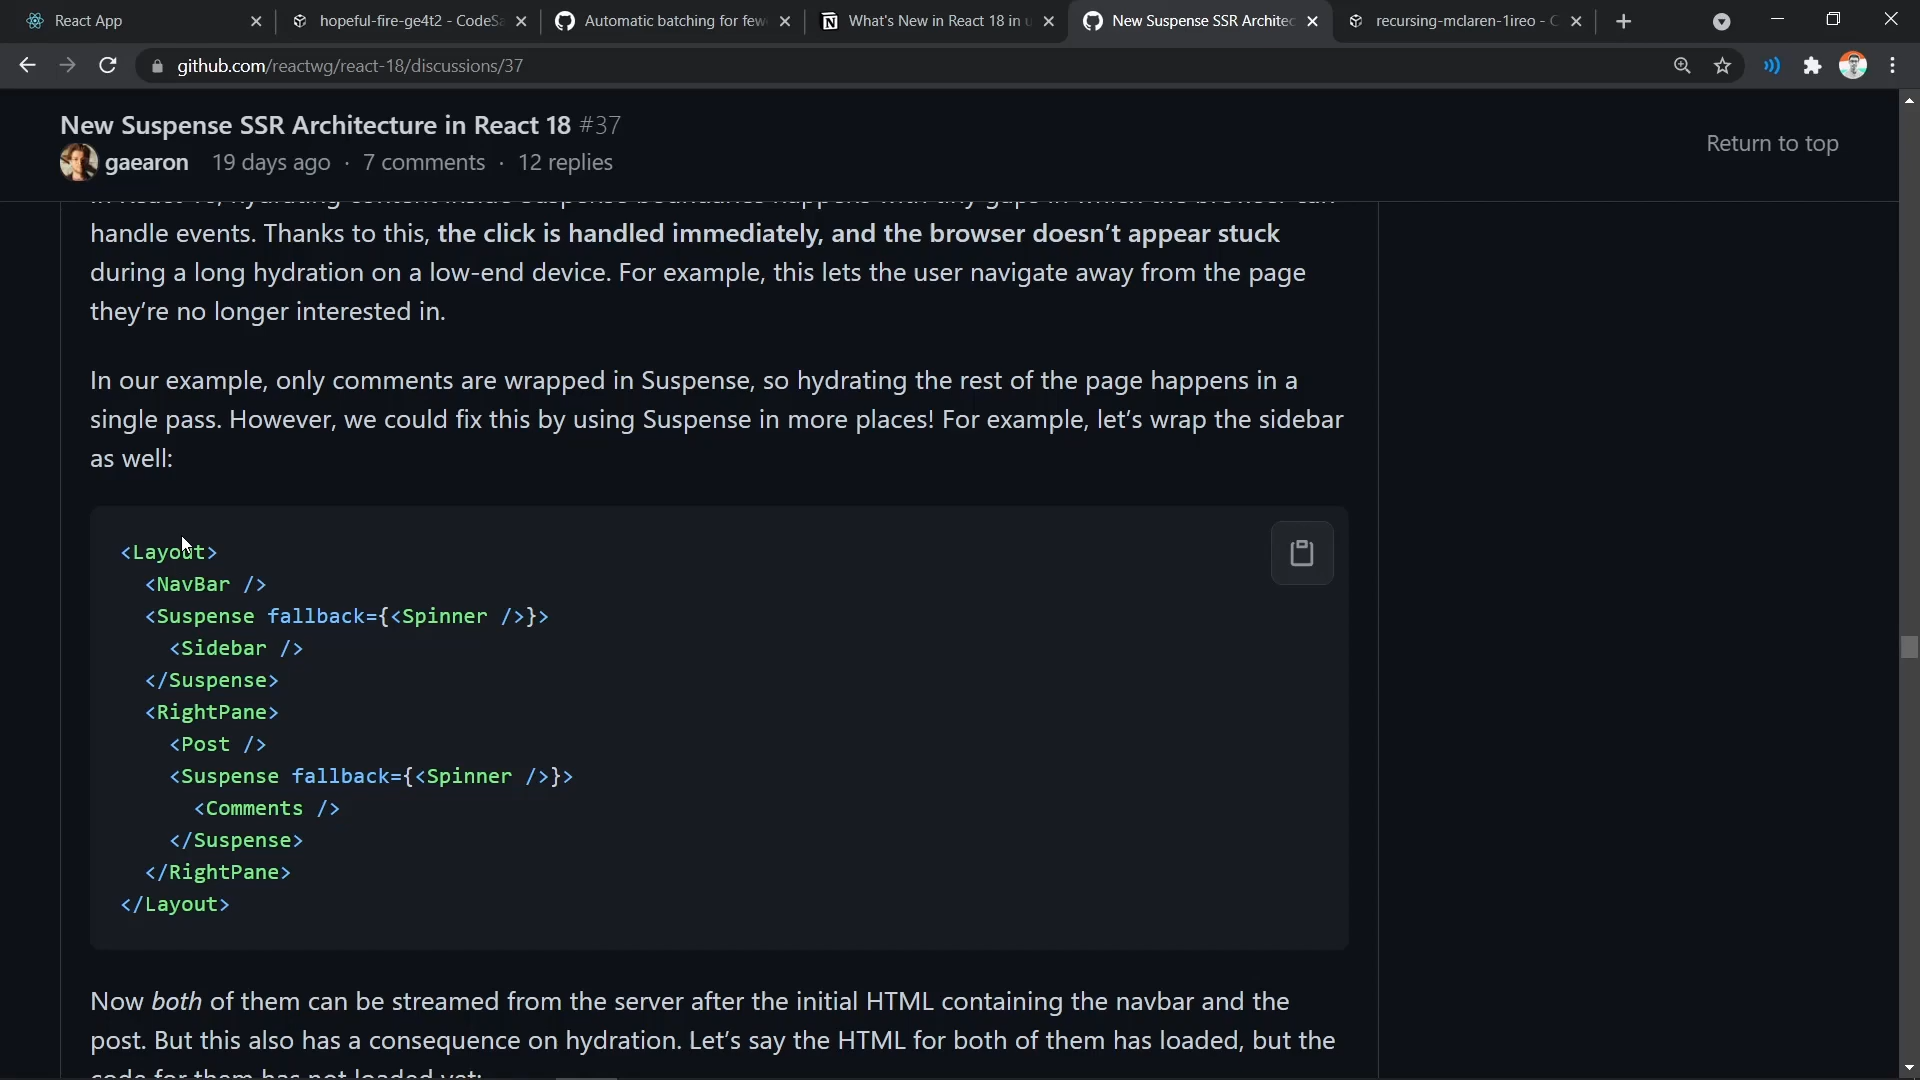 React App
hopeful-fire-ge4t2 - CodeSa
Automatic batching for few
What's New in React 18 in u
New Suspense SSR Architec
recursing-mclaren-1ireo - C
github.com/reactwg/react-18/discussions/37
New Suspense SSR Architecture in React 18 #37
gaearon 19 days ago · 7 comments · 12 replies
Return to top
handle events. Thanks to this, the click is handled immediately, and the browser doesn't appear stuck
during a long hydration on a low-end device. For example, this lets the user navigate away from the page
they're no longer interested in.
In our example, only comments are wrapped in Suspense, so hydrating the rest of the page happens in a
single pass. However, we could fix this by using Suspense in more places! For example, let's wrap the sidebar
as well:
<Layout>
  <NavBar />
  <Suspense fallback={<Spinner />}>
    <Sidebar />
  </Suspense>
  <RightPane>
    <Post />
    <Suspense fallback={<Spinner />}>
      <Comments />
    </Suspense>
  </RightPane>
</Layout>
Now both of them can be streamed from the server after the initial HTML containing the navbar and the
post. But this also has a consequence on hydration. Let's say the HTML for both of them has loaded, but the
code for them has not loaded yet: